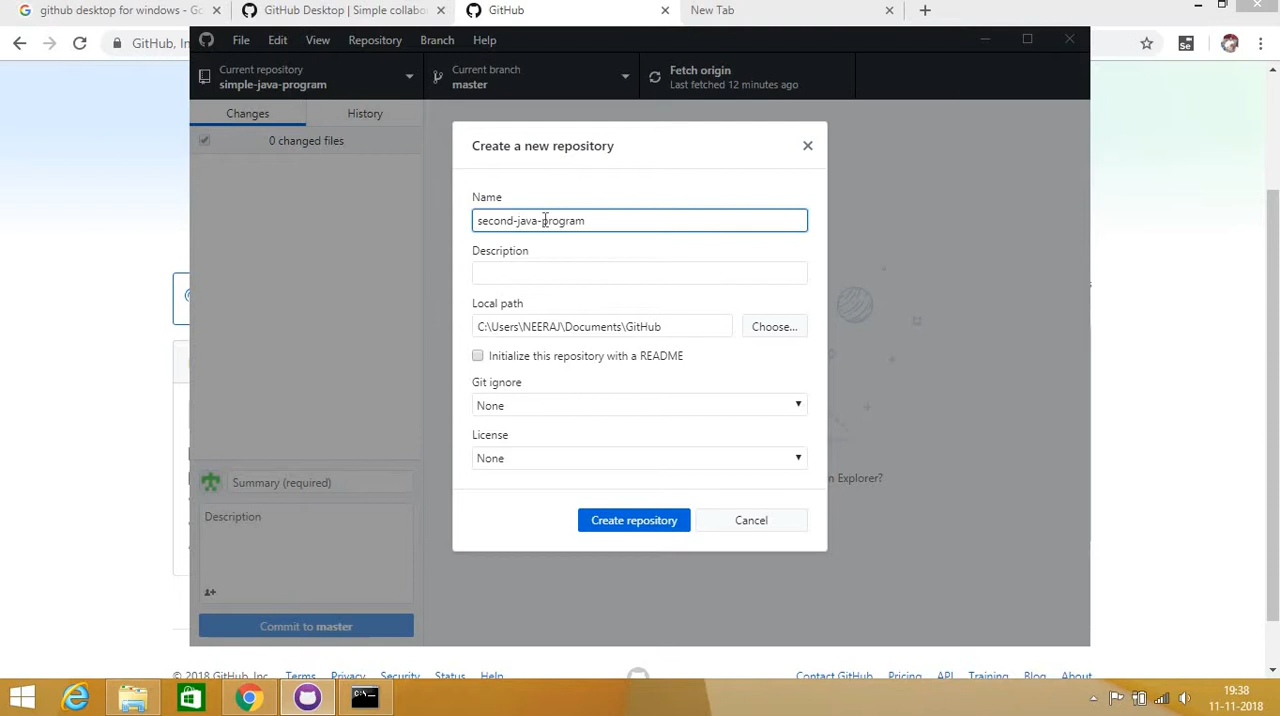 github desktop for windows - Go
GitHub Desktop | Simple collabo
GitHub
New Tab
GitHub, In
File Edit View Repository Branch Help
Current repository
simple-java-program
Current branch
master
Fetch origin
Last fetched 12 minutes ago
Changes
History
0 changed files
Create a new repository
Name
second-java-program
Description
Local path
C:\Users\NEERAJ\Documents\GitHub
Choose...
Initialize this repository with a README
Git ignore
None
License
None
n Explorer?
Create repository
Cancel
Summary (required)
Description
Commit to master
© 2018 GitHub, Inc. Terms Privacy Security Status Help
Contact GitHub Pricing API Training Blog About
19:38
11-11-2018